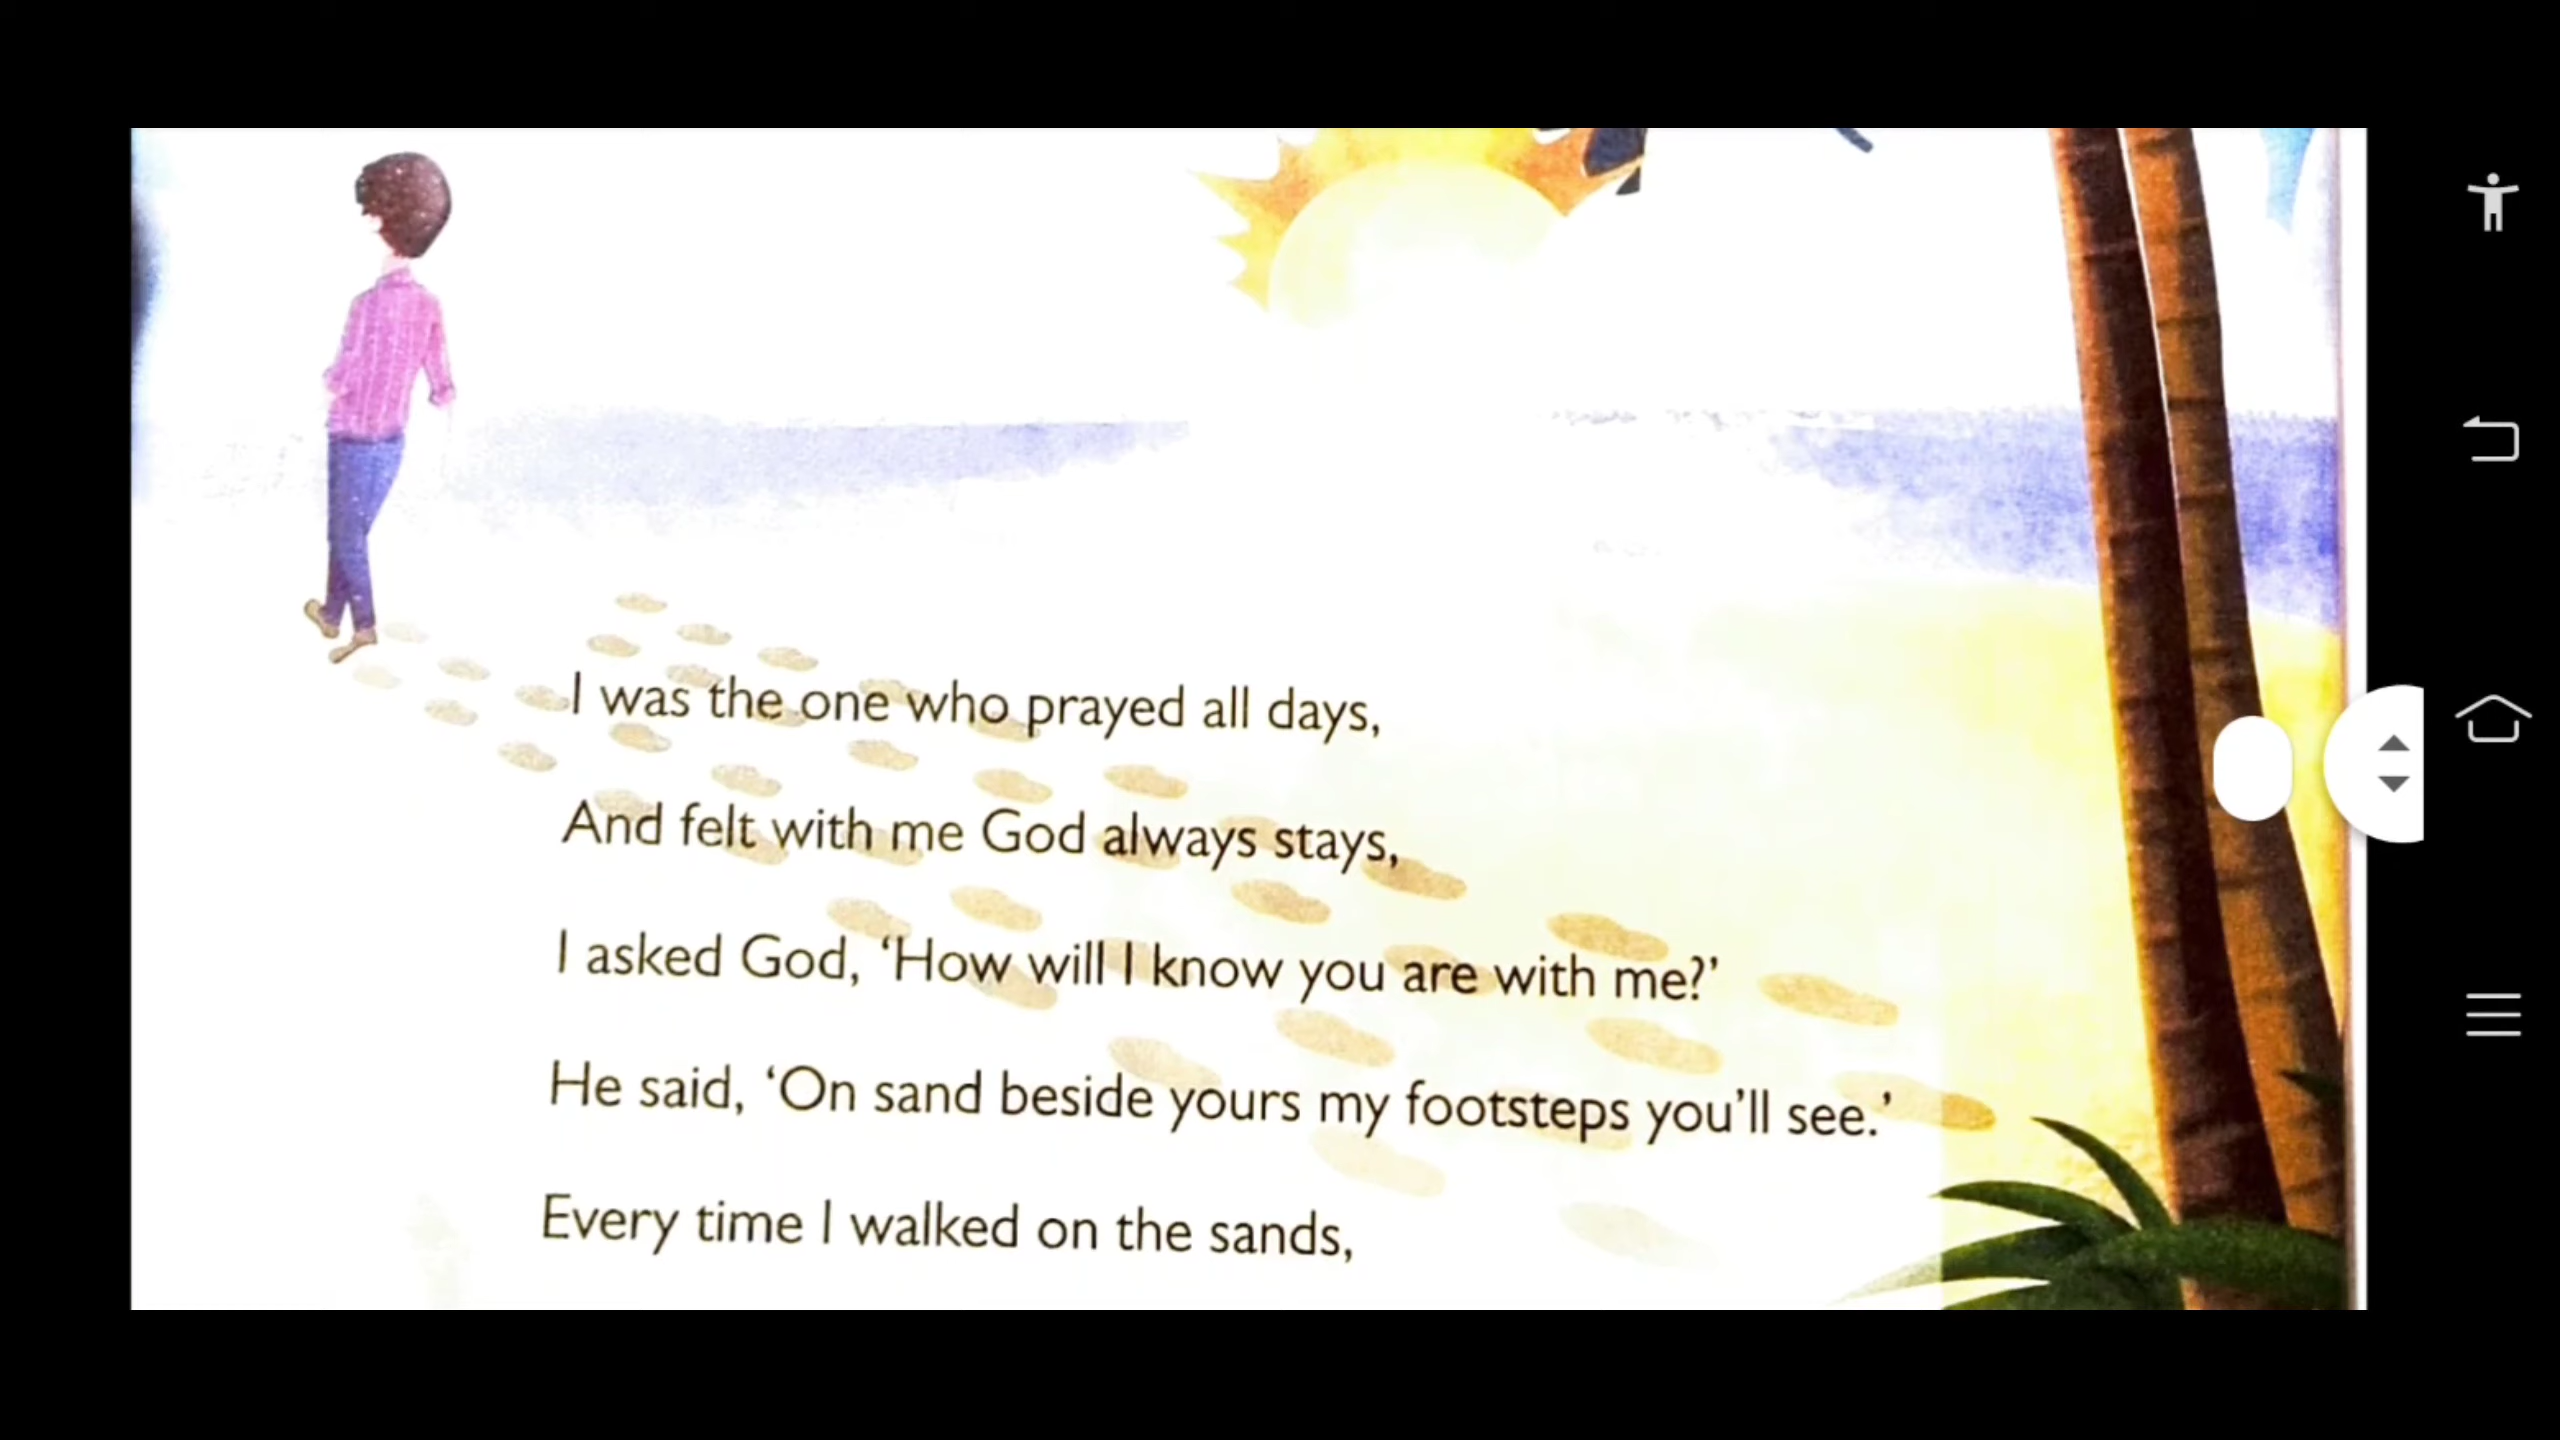 I was the one who prayed all days,
And felt with me God always stays,
I asked God, ‘How will I know you are with me?’
He said, ‘On sand beside yours my footsteps you’ll see.’
Every time I walked on the sands,